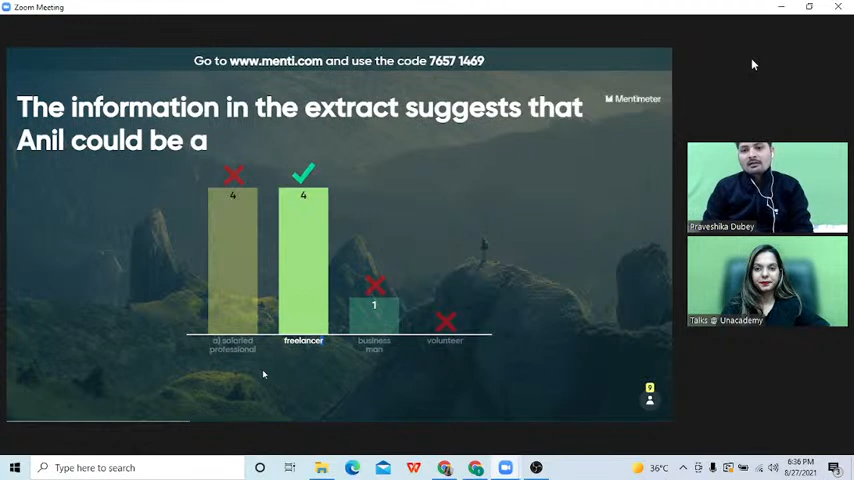 Zoom Meeting
Go to www.menti.com and use the code 7657 1469
The information in the extract suggests that
Anil could be a
Mentimeter
4
4
1
a) salaried
professional
freelancer
business
man
volunteer
9
Praveshika Dubey
Talks @ Unacademy
Type here to search
36°C
6:36 PM
8/27/2021
3